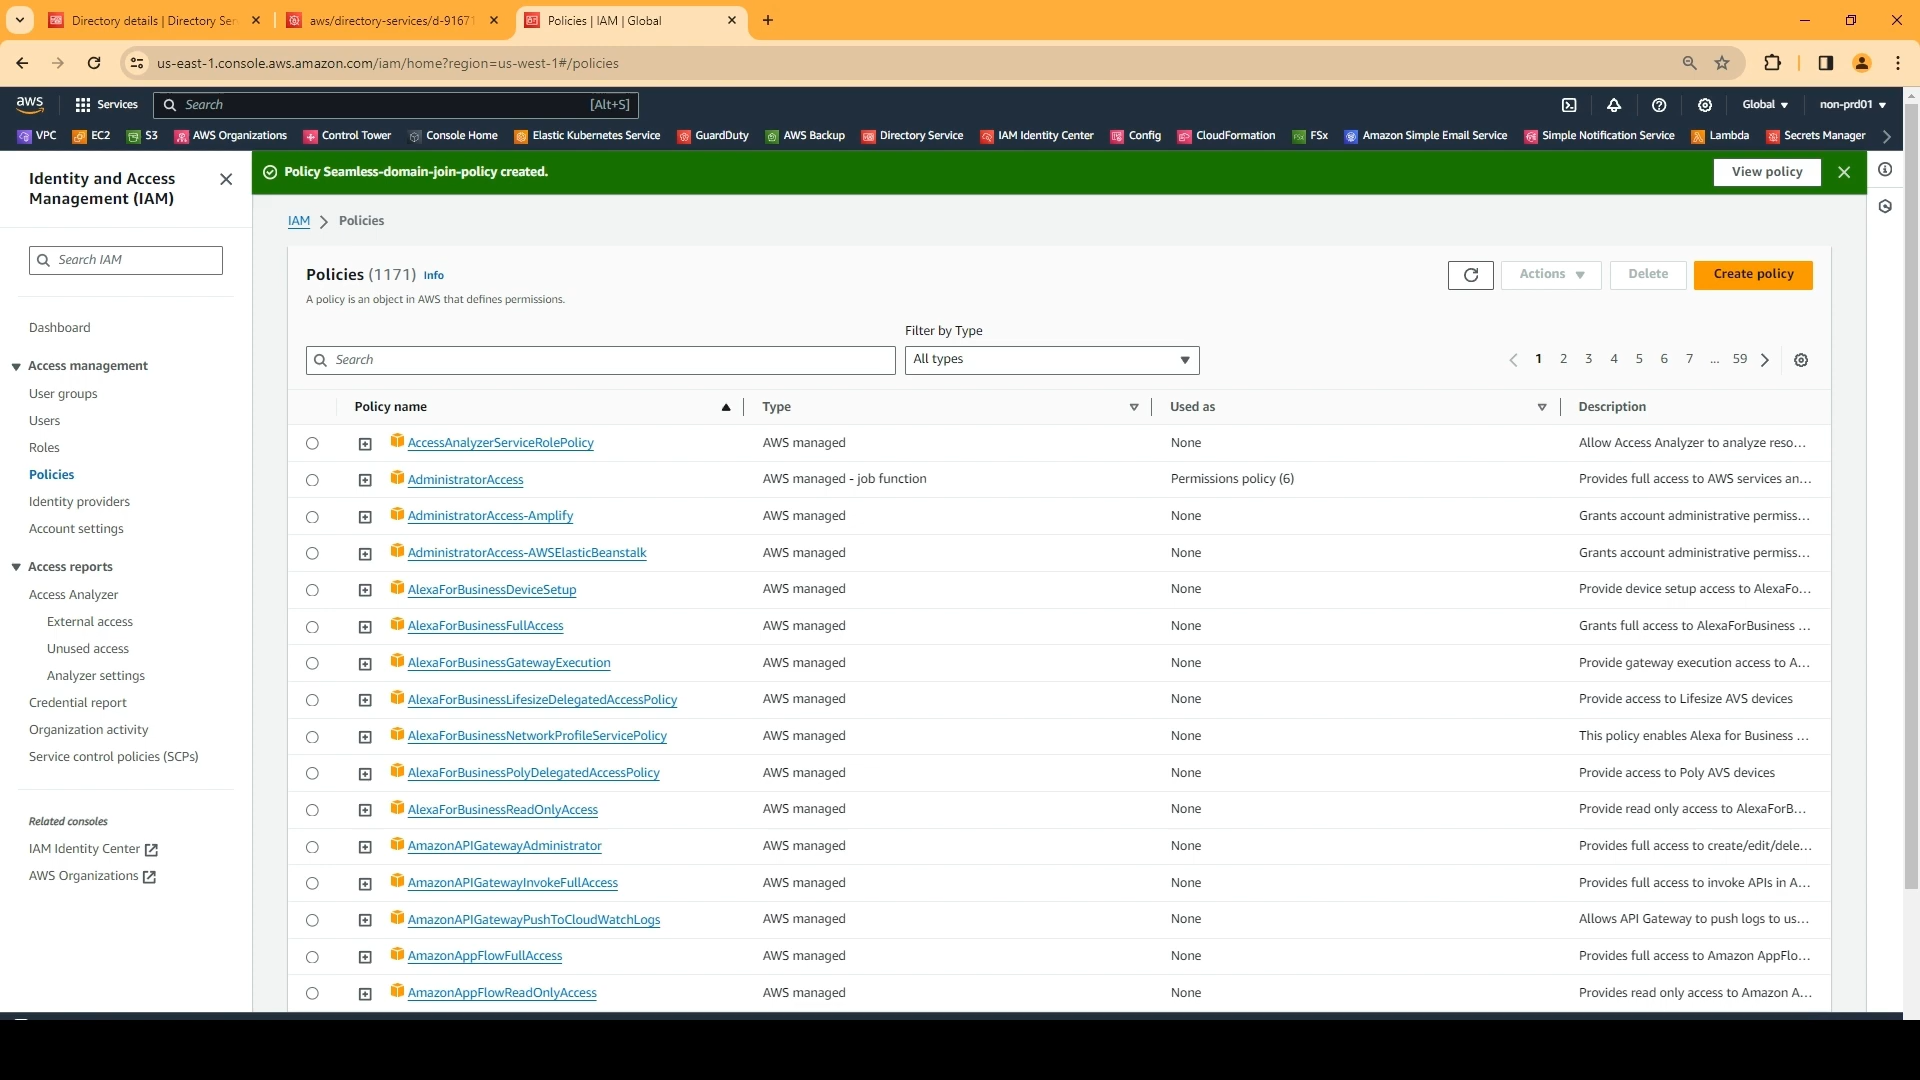 Directory details | Directory Ser
aws/directory-services/d-91671
Policies | IAM | Global
us-east-1.console.aws.amazon.com/iam/home?region=us-west-1#/policies
aws
Services
Search
[Alt+S]
Global
non-prd01
VPC
EC2
S3
AWS Organizations
Control Tower
Console Home
Elastic Kubernetes Service
GuardDuty
AWS Backup
Directory Service
IAM Identity Center
Config
CloudFormation
FSx
Amazon Simple Email Service
Simple Notification Service
Lambda
Secrets Manager
Identity and Access
Management (IAM)
Search IAM
Dashboard
Access management
User groups
Users
Roles
Policies
Identity providers
Account settings
Access reports
Access Analyzer
External access
Unused access
Analyzer settings
Credential report
Organization activity
Service control policies (SCPs)
Related consoles
IAM Identity Center
AWS Organizations
Policy Seamless-domain-join-policy created.
View policy
IAM
Policies
Policies (1171) Info
A policy is an object in AWS that defines permissions.
Actions
Delete
Create policy
Filter by Type
Search
All types
1 2 3 4 5 6 7 ... 59
Policy name Type Used as Description
AccessAnalyzerServiceRolePolicy AWS managed None Allow Access Analyzer to analyze reso...
AdministratorAccess AWS managed - job function Permissions policy (6) Provides full access to AWS services an...
AdministratorAccess-Amplify AWS managed None Grants account administrative permiss...
AdministratorAccess-AWSElasticBeanstalk AWS managed None Grants account administrative permiss...
AlexaForBusinessDeviceSetup AWS managed None Provide device setup access to AlexaFo...
AlexaForBusinessFullAccess AWS managed None Grants full access to AlexaForBusiness ...
AlexaForBusinessGatewayExecution AWS managed None Provide gateway execution access to A...
AlexaForBusinessLifesizeDelegatedAccessPolicy AWS managed None Provide access to Lifesize AVS devices
AlexaForBusinessNetworkProfileServicePolicy AWS managed None This policy enables Alexa for Business ...
AlexaForBusinessPolyDelegatedAccessPolicy AWS managed None Provide access to Poly AVS devices
AlexaForBusinessReadOnlyAccess AWS managed None Provide read only access to AlexaForB...
AmazonAPIGatewayAdministrator AWS managed None Provides full access to create/edit/dele...
AmazonAPIGatewayInvokeFullAccess AWS managed None Provides full access to invoke APIs in A...
AmazonAPIGatewayPushToCloudWatchLogs AWS managed None Allows API Gateway to push logs to us...
AmazonAppFlowFullAccess AWS managed None Provides full access to Amazon AppFlo...
AmazonAppFlowReadOnlyAccess AWS managed None Provides read only access to Amazon A...